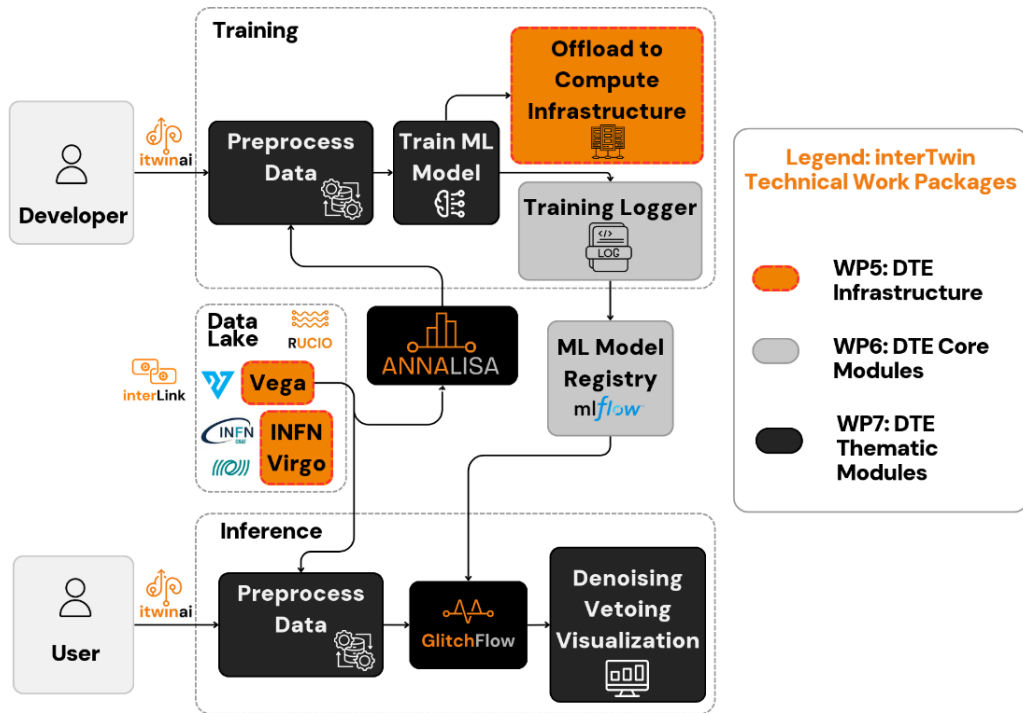 Training
Offload to
Compute
Infrastructure
Developer
itwinai
Preprocess
Data
Train ML
Model
Training Logger
</>
LOG
Legend: interTwin
Technical Work Packages
WP5: DTE
Infrastructure
WP6: DTE Core
Modules
WP7: DTE
Thematic
Modules
Data
Lake
RUCIO
interLink
Vega
INFN
CNAF
INFN
Virgo
ANNALISA
ML Model
Registry
mlflow
Inference
User
itwinai
Preprocess
Data
GlitchFlow
Denoising
Vetoing
Visualization